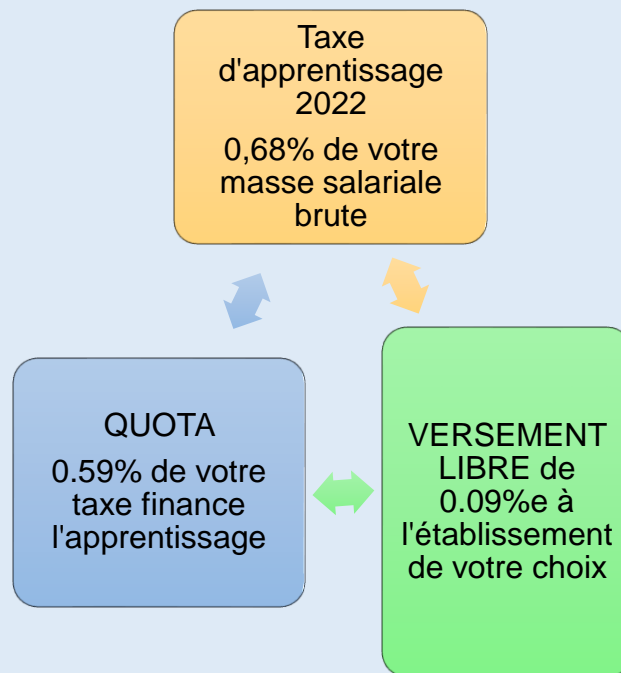 Taxe
d'apprentissage
2022
0,68% de votre
masse salariale
brute
QUOTA
0.59% de votre
taxe finance
l'apprentissage
VERSEMENT
LIBRE de
0.09%e à
l'établissement
de votre choix